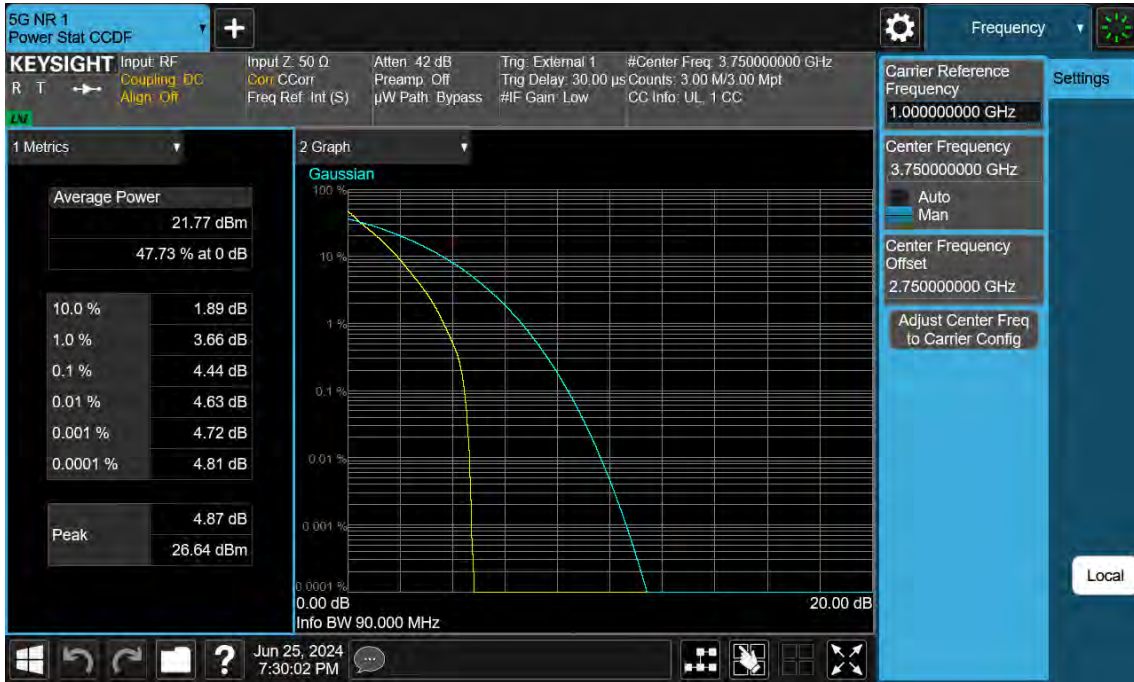 5G NR 1
Power Stat CCDF
Frequency
KEYSIGHT
R T
LNI
Input: RF
Coupling: DC
Align: Off
Input Z: 50 Ω
Corr CCorr
Freq Ref: Int (S)
Atten: 42 dB
Preamp: Off
µW Path: Bypass
Trig: External 1
Trig Delay: 30.00 µs
#IF Gain: Low
#Center Freq: 3.750000000 GHz
Counts: 3.00 M/3.00 Mpt
CC Info: UL, 1 CC
1 Metrics
Average Power
21.77 dBm
47.73 % at 0 dB
10.0 % 1.89 dB
1.0 % 3.66 dB
0.1 % 4.44 dB
0.01 % 4.63 dB
0.001 % 4.72 dB
0.0001 % 4.81 dB
Peak
4.87 dB
26.64 dBm
2 Graph
Gaussian
100 %
10 %
1 %
0.1 %
0.01 %
0.001 %
0.0001 %
0.00 dB 20.00 dB
Info BW 90.000 MHz
Carrier Reference
Frequency
1.000000000 GHz
Center Frequency
3.750000000 GHz
Auto
Man
Center Frequency
Offset
2.750000000 GHz
Adjust Center Freq
to Carrier Config
Settings
Local
?
Jun 25, 2024
7:30:02 PM